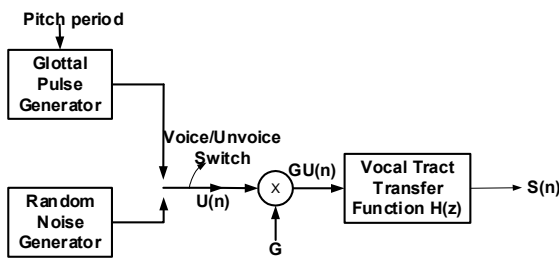 Pitch period
Glottal
Pulse
Generator
Voice/Unvoice
Switch
U(n)
X
GU(n)
G
Vocal Tract
Transfer
Function H(z)
S(n)
Random
Noise
Generator